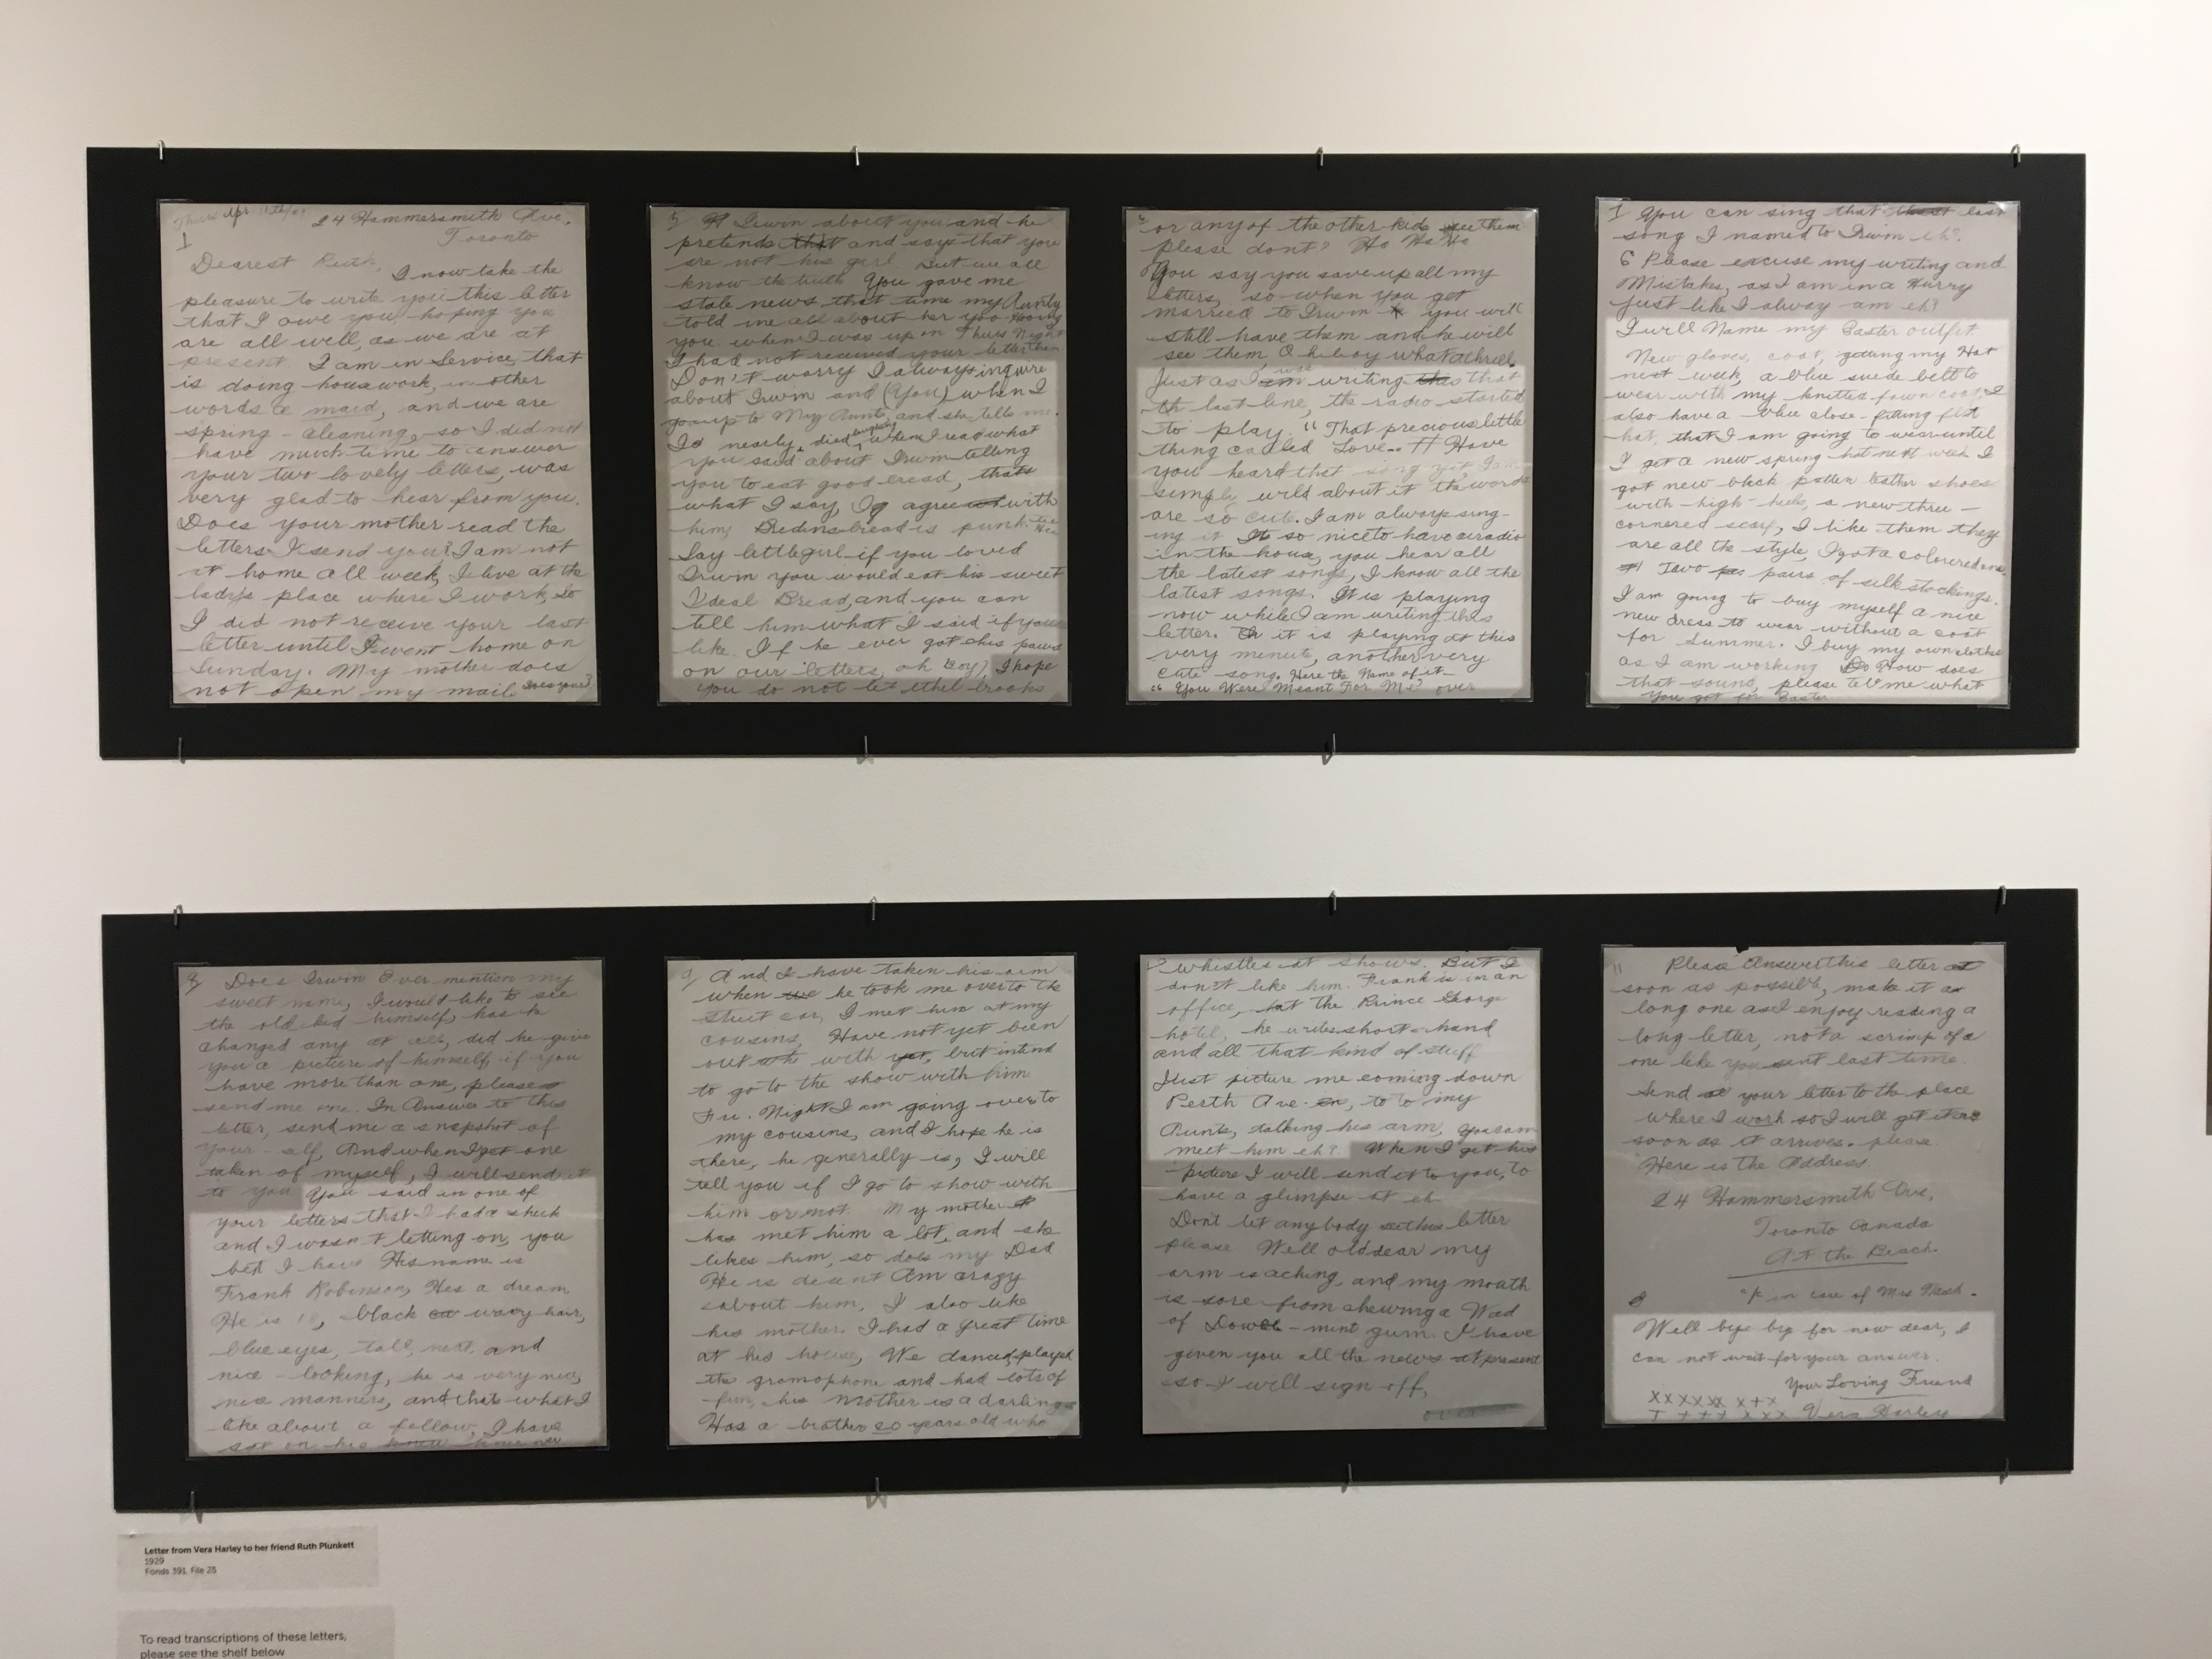 Thurs Apr 11th/29 24 Hammersmith Ave.
Toronto
1
Dearest Ruth,
I now take the
pleasure to write you this letter
that I owe you, hoping you
are all well, as we are at
present. I am in Service, that
is doing housework, in other
words a maid, and we are
spring-cleaning, so I did not
have much time to answer
your two lovely letters, was
very glad to hear from you.
Does your mother read the
letters I send you? I am not
at home all week, I live at the
ladys place where I work, so
I did not receive your last
letter until I went home on
Sunday. My mother does
not open my mail Does yours?
5 Irwin about you and he
pretends that and says that you
are not his girl. But we all
know the truth You gave me
stale news that time my Aunty
told me all about her
you when I was up on Thurs Night
I had not received your letter then
Don't worry I always inquire
about Irwin and (You) when I
go up to My Aunts, and she tells me.
I nearly died laughing when I read what
you said about Irwin telling
you to eat good bread, thats
what I say, I agree with
him, Bredins bread is punk.
Say little girl if you loved
Irwin you would eat his sweet
Ideal Bread, and you can
tell him what I said if you
like. If he ever got his paws
on our letters, oh boy, I hope
you do not let Ethel Brooks
or any of the other kids see them
please dont? Ha Ha Ha
You say you save up all my
letters, so when you get
married to Irwin you will
still have them and he will
see them, Oh boy what a thrill.
Just as I am was writing this that
th last line, the radio started
to play. "That precious little
thing called Love.." Have
you heard that song yet, I am
simply wild about it the words
are so cute. I am always sing-
ing it It so nice to have a radio
in the house, you hear all
the latest songs, I know all the
latest songs. It is playing
now while I am writing this
letter. Oh it is playing at this
very minute, another very
cute song. Here the Name of it—
"You Were Meant For Me" over
7 You can sing that last
song I named to Irwin eh?.
Please excuse my writing and
Mistakes, as I am in a Hurry
just like I alway am eh?
I will Name my Easter outfit.
New gloves, coat, getting my Hat
next week, a blue suede belt to
wear with my knitted fawn coat, I
also have a blue close-fitting felt
hat, that I am going to wear until
I get a new spring hat next week I
got new black patten leather shoes
with high-heels, a new three-
cornered scarf, I like them they
are all the style, I got a coloured one.
Two pairs of silk stockings.
I am going to buy myself a nice
new dress to wear without a coat
for Summer. I buy my own clothes
as I am working How does
that sound, please tell me what
You got for Easter
8 Does Irwin Ever mention my
sweet name, I would like to see
the old kid himself, has he
changed any at all, did he give
you a picture of himself, if you
have more than one, please
send me one. In Answer to this
letter, send me a snapshot of
your-self, And when I get one
taken of myself, I will send it
to you You said in one of
your letters that I had a sheik
and I wasn't letting on, you
bet I have His name is
Frank Robinson, Hes a dream
He is , black wavy hair,
blue eyes, tall, neat, and
nice-looking, he is very nice,
nice manners, and thats what I
like about a fellow, I have
sat on his knee
9 And I have taken his arm
when we he took me over to the
street car, I met him at my
cousins, Have not yet been
out with yet, but intend
to go to the show with him
Fri. Night I am going over to
my cousins, and I hope he is
there, he generally is, I will
tell you if I go to show with
him or not. My mother
has met him a lot, and she
likes him, so does my Dad
He is decent Am crazy
about him, I also like
his mother. I had a great time
at his house, We danced, played
the gramophone and had lots of
fun, his mother is a darling
Has a brother 20 years old who
10 whistles at shows. But I
don't like him. Frank is in an
office, at the Prince George
hotel, he writes short-hand
and all that kind of stuff
Just picture me coming down
Perth Ave to my
Aunts, taking his arm, you can
meet him eh? When I get his
picture I will send it to you, to
have a glimpse at eh
Dont let anybody see this letter
please Well old dear my
arm is aching, and my mouth
is sore from chewing a Wad
of -mint gum. I have
given you all the news at present
so I will sign off,
over
11 Please Answer this letter as
soon as possible, make it as
long one as I enjoy reading a
long letter, not a scrimp of a
one like you sent last time.
Send your letter to the place
where I work so I will get it as
soon as it arrives. please.
Here is the Address
24 Hammersmith Ave,
Toronto Canada
At the Beach
c/o in care of Mrs Nash.
Well bye bye for now dear, I
can not wait for your answer.
Your Loving Friend
Vera Harley
Letter from Vera Harley to her friend Ruth Plunkett
1929
Fonds 391, File 25
To read transcriptions of these letters,
please see the shelf below